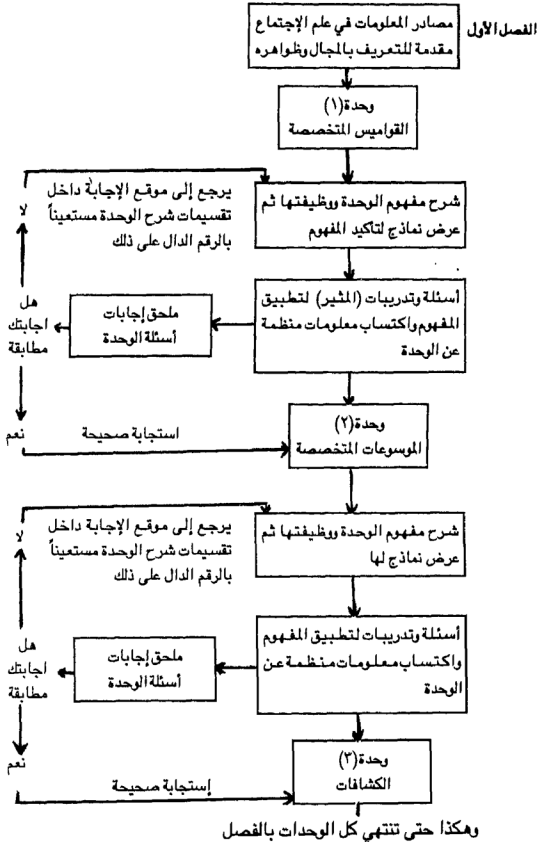 الفصل الأول
مصادر المعلومات في علم الإجتماع
مقدمة للتعريف بالمجال وظواهره
وحدة (١)
القواميس المتخصصة
شرح مفهوم الوحدة ووظيفتها ثم
عرض نماذج لتاكيد المفهوم
يرجع إلى موقع الإجابة داخل
تقسيمات شرح الوحدة مستعيناً
بالرقم الدال على ذلك
لا
أسئلة وتدريبات (المثير) لتطبيق
المفهوم واكتساب معلومات منظمة
عن الوحدة
ملحق إجابات
أسئلة الوحدة
هل
اجابتك
مطابقة
نعم
استجابة صحيحة
وحدة (٢)
الموسوعات المتخصصة
شرح مفهوم الوحدة ووظيفتها ثم
عرض نماذج لها
يرجع إلى موقع الإجابة داخل
تقسيمات شرح الوحدة مستعيناً
بالرقم الدال على ذلك
لا
أسئلة وتدريبات لتطبيق المفهوم
واكتساب معلومات منظمة عن
الوحدة
ملحق إجابات
أسئلة الوحدة
هل
اجابتك
مطابقة
نعم
إستجابة صحيحة
وحدة (٣)
الكشافات
وهكذا حتى تنتهي كل الوحدات بالفصل